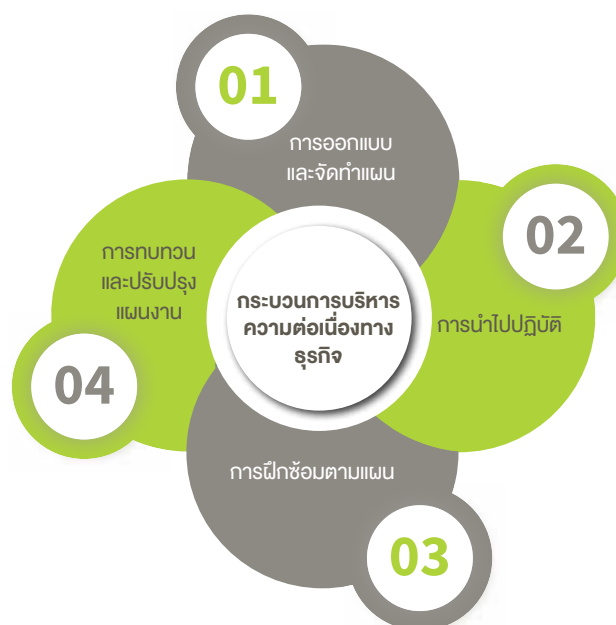 01
การออกแบบ
และจัดทำแผน
02
การนำไปปฏิบัติ
การทบทวน
และปรับปรุง
แผนงาน
04
กระบวนการบริหาร
ความต่อเนื่องทาง
ธุรกิจ
การฝึกซ้อมตามแผน
03